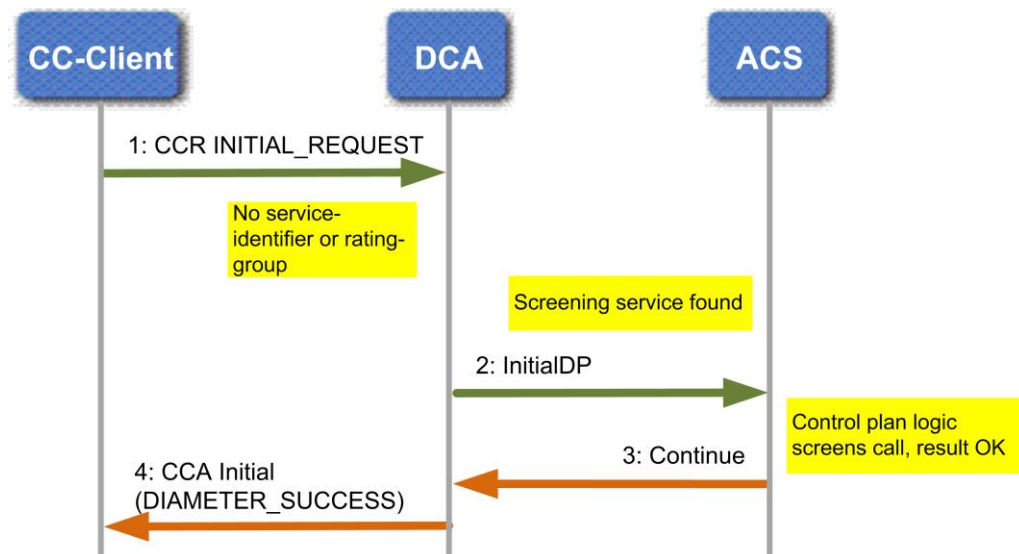 CC-Client
DCA
ACS
1: CCR INITIAL_REQUEST
No service-
identifier or rating-
group
Screening service found
2: InitialDP
Control plan logic
screens call, result OK
3: Continue
4: CCA Initial
(DIAMETER_SUCCESS)